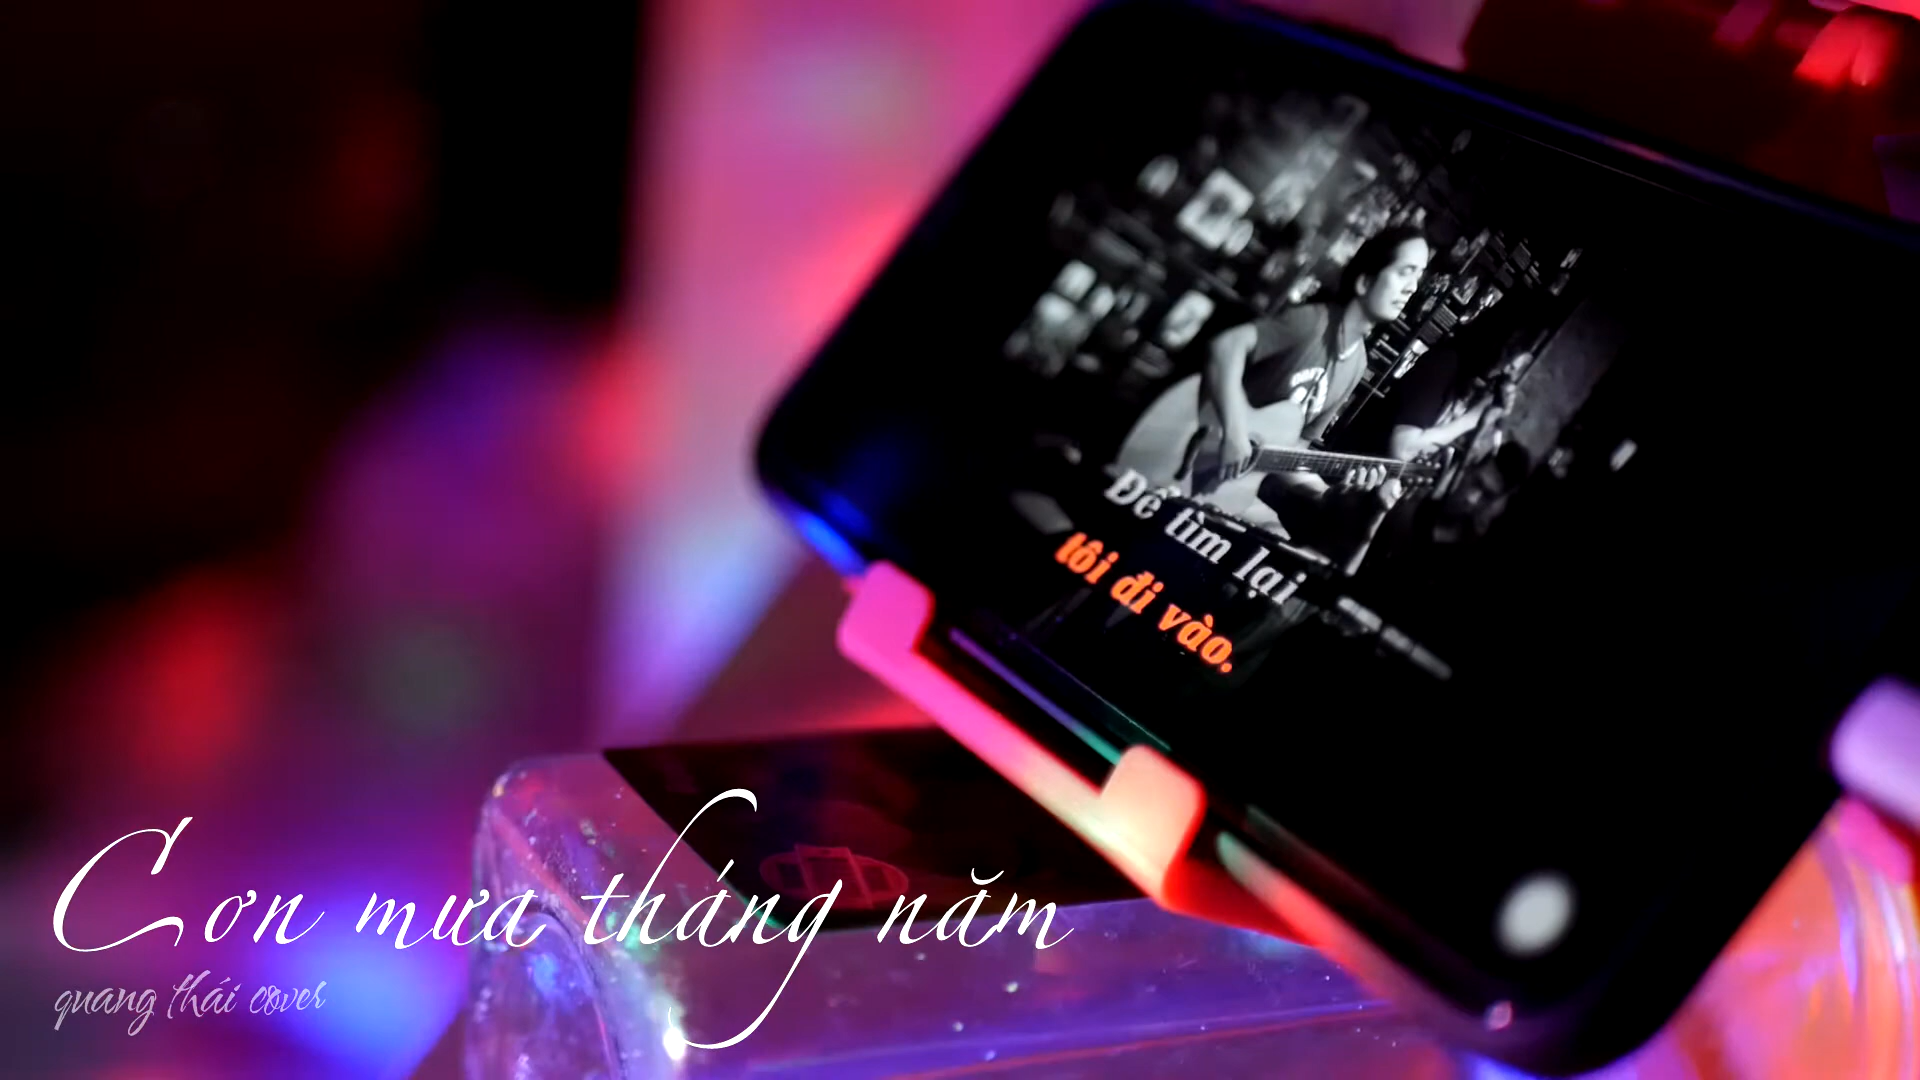 Để tìm lại
tôi đi vào.
Cơn mưa tháng năm
quang thái cover